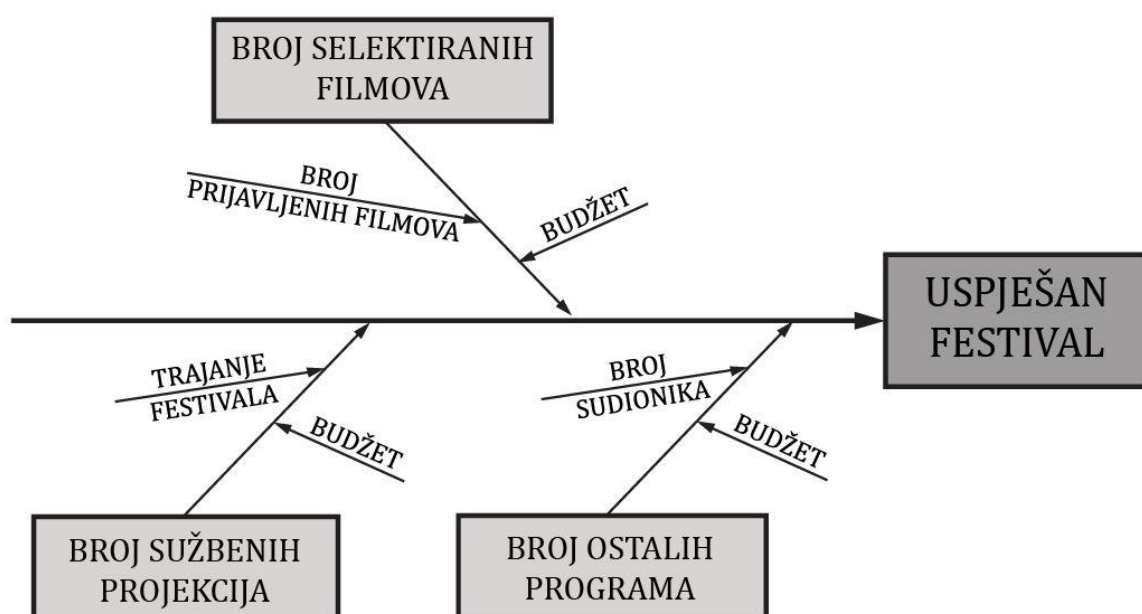 BROJ SELEKTIRANIH
FILMOVA
BROJ
PRIJAVLJENIH FILMOVA
BUDŽET
USPJEŠAN
FESTIVAL
TRAJANJE
FESTIVALA
BUDŽET
BROJ
SUDIONIKA
BUDŽET
BROJ SUŽBENIH
PROJEKCIJA
BROJ OSTALIH
PROGRAMA